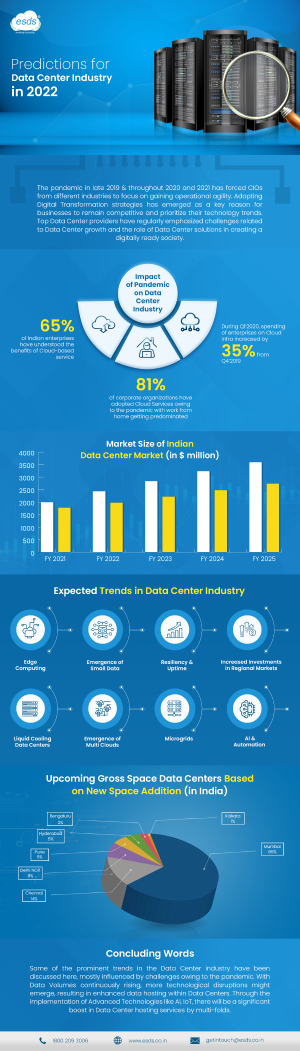 esds
Predictions for
Data Center Industry
in 2022
The pandemic in late 2019 & throughout 2020 and 2021 has forced CIOs
from different industries to focus on gaining operational agility. Adopting
Digital Transformation strategies has emerged as a key reason for
businesses to remain competitive and prioritize their technology trends.
Top Data Center providers have regularly emphasized challenges related
to Data Center growth and the role of Data Center solutions in creating a
digitally ready society.
Impact
of Pandemic
on Data
Center
Industry
65%
of Indian enterprises
have understood the
benefits of Cloud-based
service
81%
of corporate organizations have
adopted Cloud Services owing
to the pandemic with work from
home getting predominated
During Q1'2020, spending
of enterprises on Cloud
infra increased by
35% from
Q4'2019
Market Size of Indian
Data Center Market (in $ million)
4000
3500
3000
2500
2000
1500
1000
500
0
FY 2021
FY 2022
FY 2023
FY 2024
FY 2025
Expected Trends in Data Center Industry
Edge
Computing
Emergence of
Small Data
Resiliency &
Uptime
Increased Investments
in Regional Markets
Liquid Cooling
Data Centers
Emergence of
Multi Clouds
Microgrids
AI &
Automation
Upcoming Gross Space Data Centers Based
on New Space Addition (in India)
Bengaluru
Hyderabad
Pune
Delhi NCR
Chennai
14%
Kolkata
1%
Mumbai
Concluding Words
Some of the prominent trends in the Data Center industry have been
discussed here, mostly influenced by challenges owing to the pandemic. With
Data Volumes continuously rising, more technological disruptions might
emerge, resulting in enhanced data hosting within Data Centers. Through the
implementation of Advanced Technologies like AI, IoT, there will be a significant
boost in Data Center hosting services by multi-folds.
1800 209 3006
www.esds.co.in
getintouch@esds.co.in